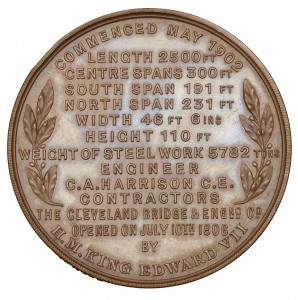 COMMENCED MAY 1902
LENGTH 2500 FT
CENTRE SPANS 300 FT
SOUTH SPAN 191 FT
NORTH SPAN 231 FT
WIDTH 46 FT 6 INS
HEIGHT 110 FT
WEIGHT OF STEEL WORK 5782 TONS
ENGINEER
C.A. HARRISON C.E.
CONTRACTORS
THE CLEVELAND BRIDGE & ENGNG. CO.
OPENED ON JULY 10TH 1906
BY
H.M. KING EDWARD VII